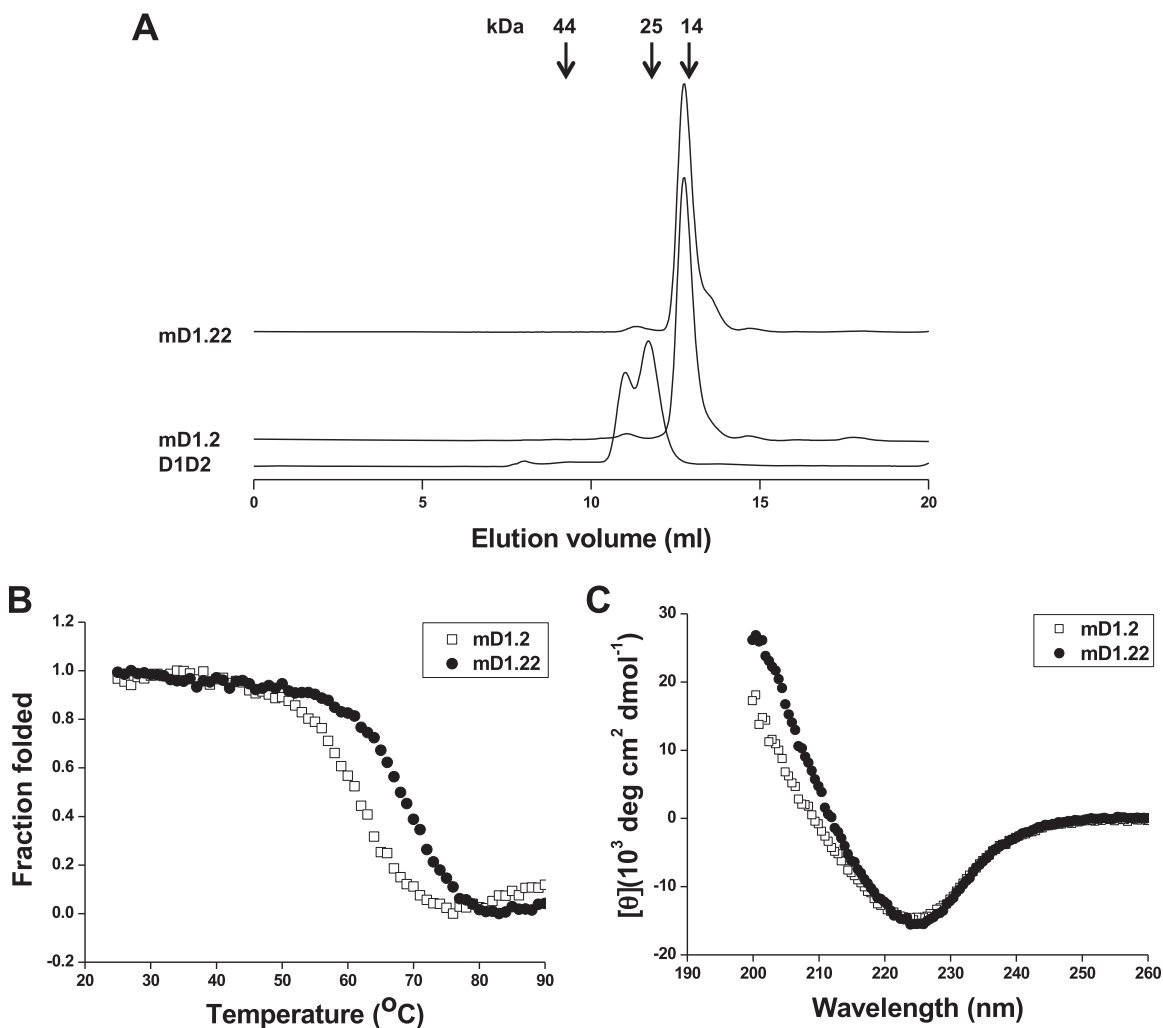 A
kDa 44 25 14
mD1.22
mD1.2
D1D2
0 5 10 15 20
Elution volume (ml)
B
1.2
1.0
0.8
0.6
0.4
0.2
0.0
-0.2
Fraction folded
mD1.2
mD1.22
20 30 40 50 60 70 80 90
Temperature (°C)
C
30
20
10
0
-10
-20
[θ](10³ deg cm² dmol⁻¹)
mD1.2
mD1.22
190 200 210 220 230 240 250 260
Wavelength (nm)